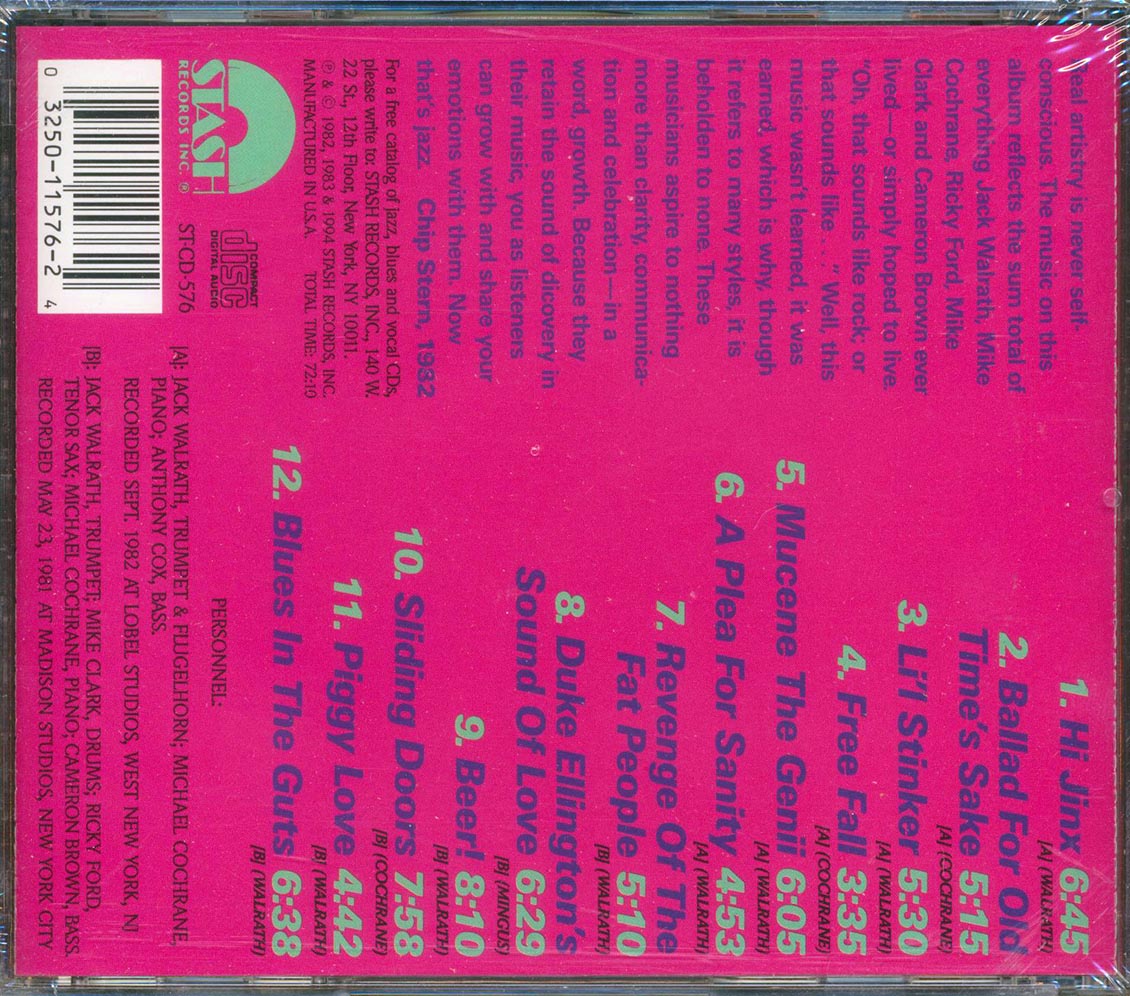 Real artistry is never self-
conscious. The music on this
album reflects the sum total of
everything Jack Walrath, Mike
Cochrane, Ricky Ford, Mike
Clark and Cameron Brown ever
lived—or simply hoped to live.
"Oh, that sounds like rock; or
that sounds like . . ." Well, this
music wasn't learned, it was
earned, which is why, though
it refers to many styles, it is
beholden to none. These
musicians aspire to nothing
more than clarity, communica-
tion and celebration—in a
word, growth. Because they
retain the sound of dicovery in
their music, you as listeners
can grow with and share your
emotions with them. Now
that's jazz. Chip Stern, 1982
For a free catalog of jazz, blues and vocal CDs,
please write to: STASH RECORDS, INC., 140 W.
22 St., 12th Floor, New York, NY 10011.
℗ & © 1982, 1983 & 1994 STASH RECORDS, INC.
MANUFACTURED IN U.S.A. TOTAL TIME: 72:10
STASH
RECORDS INC. ®
COMPACT
disc
DIGITAL AUDIO
ST-CD-576
0 3250-11576-2 4
1. Hi Jinx 6:45
[A] (WALRATH)
2. Ballad For Old
Time's Sake 5:15
[A] (COCHRANE)
3. Li'l Stinker 5:30
[A] (WALRATH)
4. Free Fall 3:35
[A] (COCHRANE)
5. Mucene The Genii 6:05
[A] (WALRATH)
6. A Plea For Sanity 4:53
[A] (WALRATH)
7. Revenge Of The
Fat People 5:10
[B] (WALRATH)
8. Duke Ellington's
Sound Of Love 6:29
[B] (MINGUS)
9. Beer! 8:10
[B] (WALRATH)
10. Sliding Doors 7:58
[B] (COCHRANE)
11. Piggy Love 4:42
[B] (WALRATH)
12. Blues In The Guts 6:38
[B] (WALRATH)
PERSONNEL:
[A]: JACK WALRATH, TRUMPET & FLUGELHORN; MICHAEL COCHRANE,
PIANO; ANTHONY COX, BASS.
RECORDED SEPT. 1982 AT LOBEL STUDIOS, WEST NEW YORK, NJ
[B]: JACK WALRATH, TRUMPET; MIKE CLARK, DRUMS; RICKY FORD,
TENOR SAX; MICHAEL COCHRANE, PIANO; CAMERON BROWN, BASS.
RECORDED MAY 23, 1981 AT MADISON STUDIOS, NEW YORK CITY